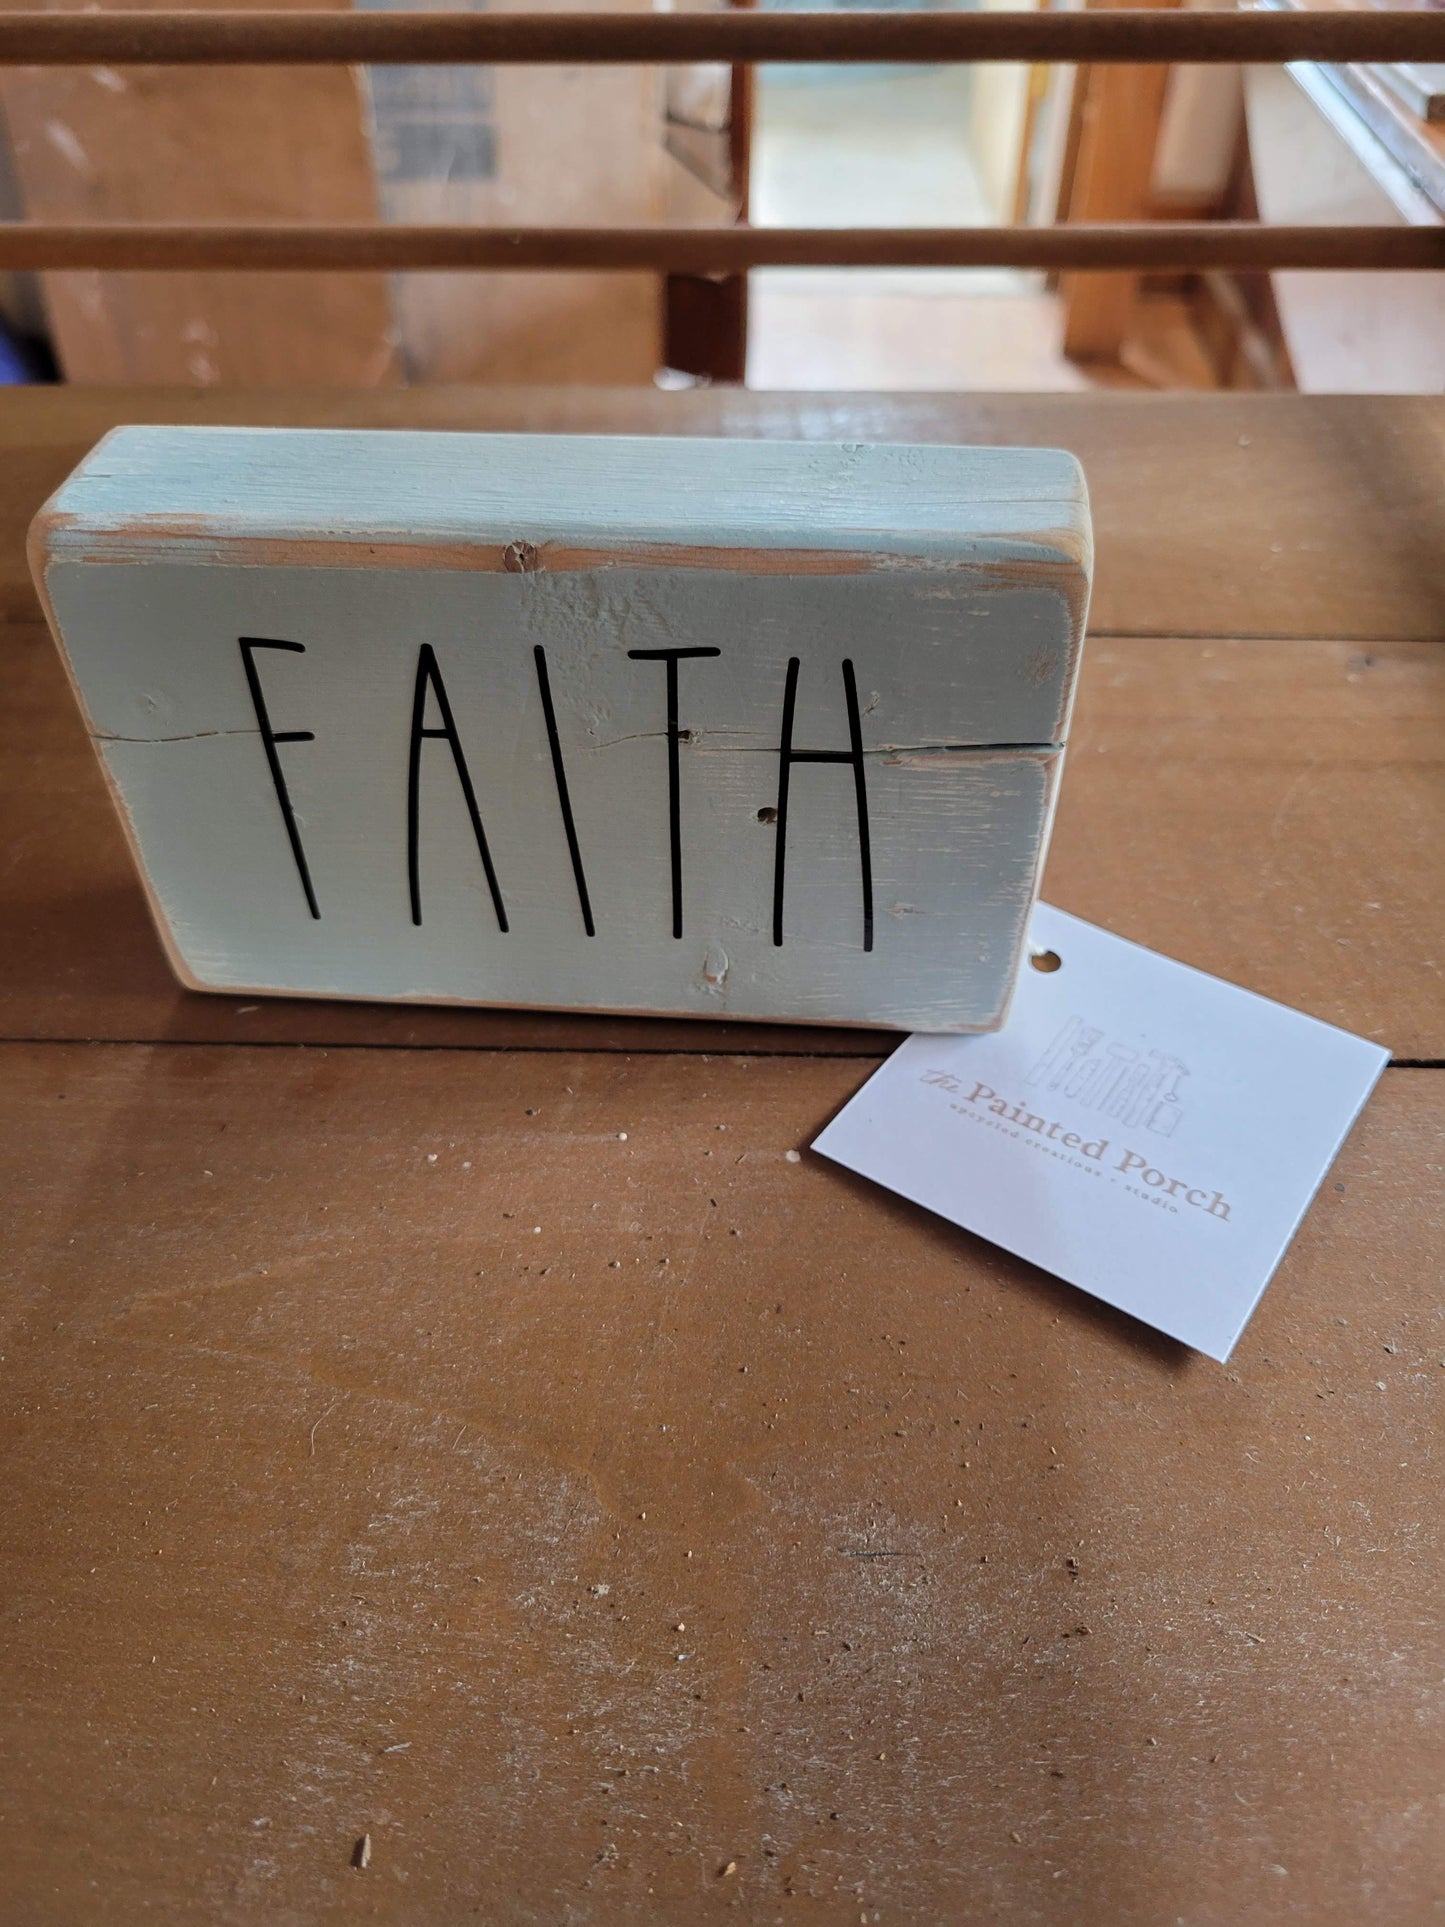 FAITH
the Painted Porch
upcycled creations + studio